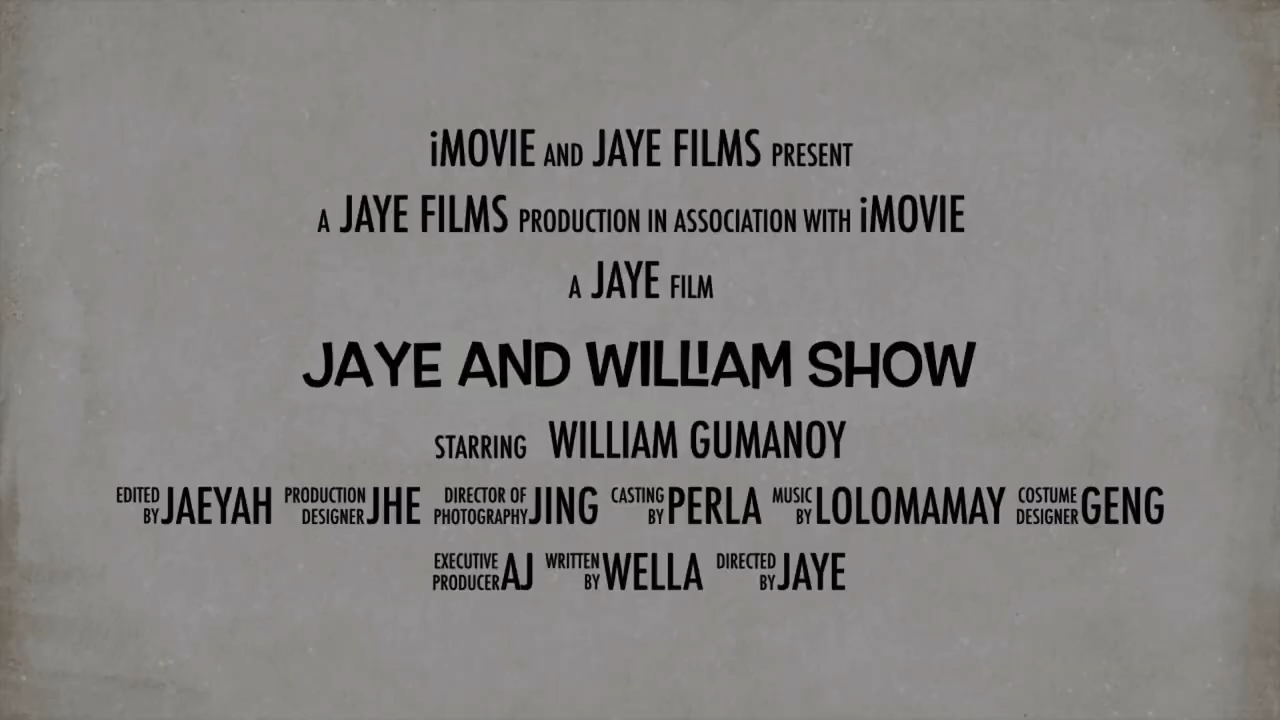 iMOVIE AND JAYE FILMS PRESENT
A JAYE FILMS PRODUCTION IN ASSOCIATION WITH iMOVIE
A JAYE FILM
JAYE AND WILLIAM SHOW
STARRING WILLIAM GUMANOY
EDITED BY JAEYAH PRODUCTION DESIGNER JHE DIRECTOR OF PHOTOGRAPHY JING CASTING BY PERLA MUSIC BY LOLOMAMAY COSTUME DESIGNER GENG
EXECUTIVE PRODUCER AJ WRITTEN BY WELLA DIRECTED BY JAYE